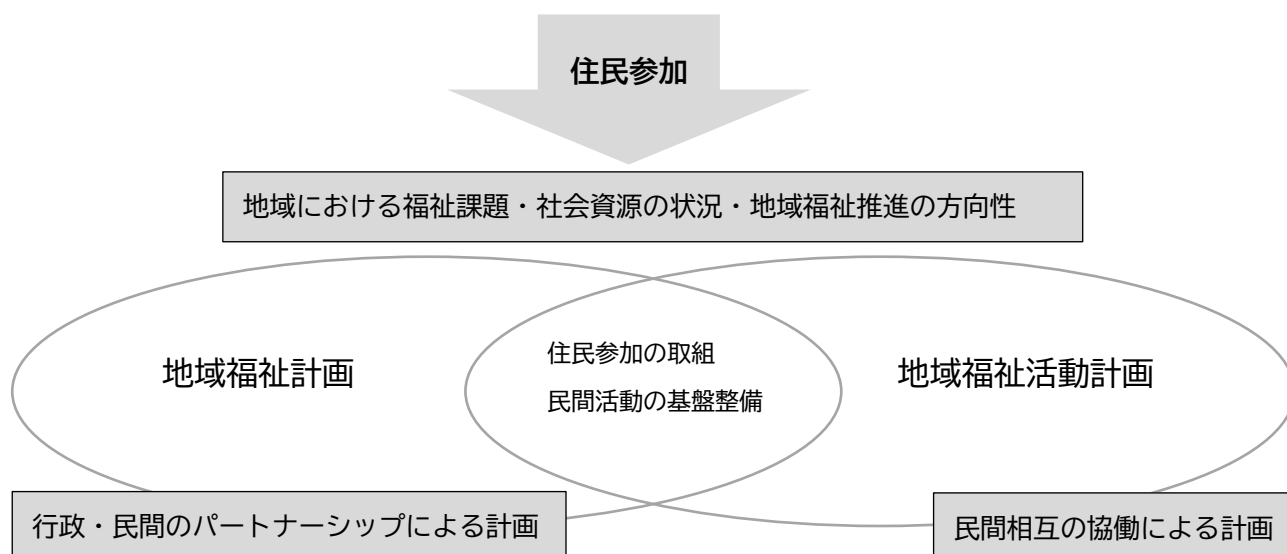 住民参加
地域における福祉課題・社会資源の状況・地域福祉推進の方向性
地域福祉計画
住民参加の取組
民間活動の基盤整備
地域福祉活動計画
行政・民間のパートナーシップによる計画
民間相互の協働による計画